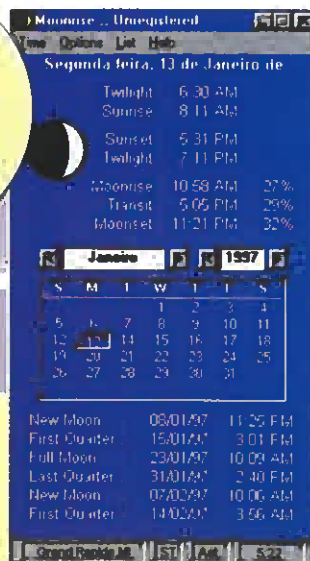 Moonrise .. Unregistered
Time Options List Help
Segunda feira, 13 de Janeiro de
Twilight 6:30 AM
Sunrise 8:11 AM
Sunset 5:31 PM
Twilight 7:11 PM
Moonrise 10:58 AM 27%
Transit 5:05 PM 29%
Moonset 11:21 PM 32%
Janeiro 1997
S M T W T F S
1 2 3 4
5 6 7 8 9 10 11
12 13 14 15 16 17 18
19 20 21 22 23 24 25
26 27 28 29 30 31
New Moon 08/01/97 11:26 PM
First Quarter 15/01/97 3:01 PM
Full Moon 23/01/97 10:09 AM
Last Quarter 31/01/97 2:40 PM
New Moon 07/02/97 10:06 AM
First Quarter 14/02/97 3:56 AM
Grand Rapids MI ST 5:22